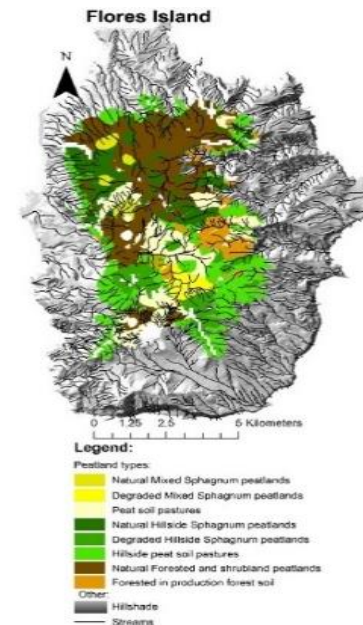 Flores Island
N
0 1.25 2.5 5 Kilometers
Legend:
Peatland types:
Natural Mixed Sphagnum peatlands
Degraded Mixed Sphagnum peatlands
Peat soil pastures
Natural Hillside Sphagnum peatlands
Degraded Hillside Sphagnum peatlands
Hillside peat soil pastures
Natural Forested and shrubland peatlands
Forested in production forest soil
Other:
Hillshade
Streams